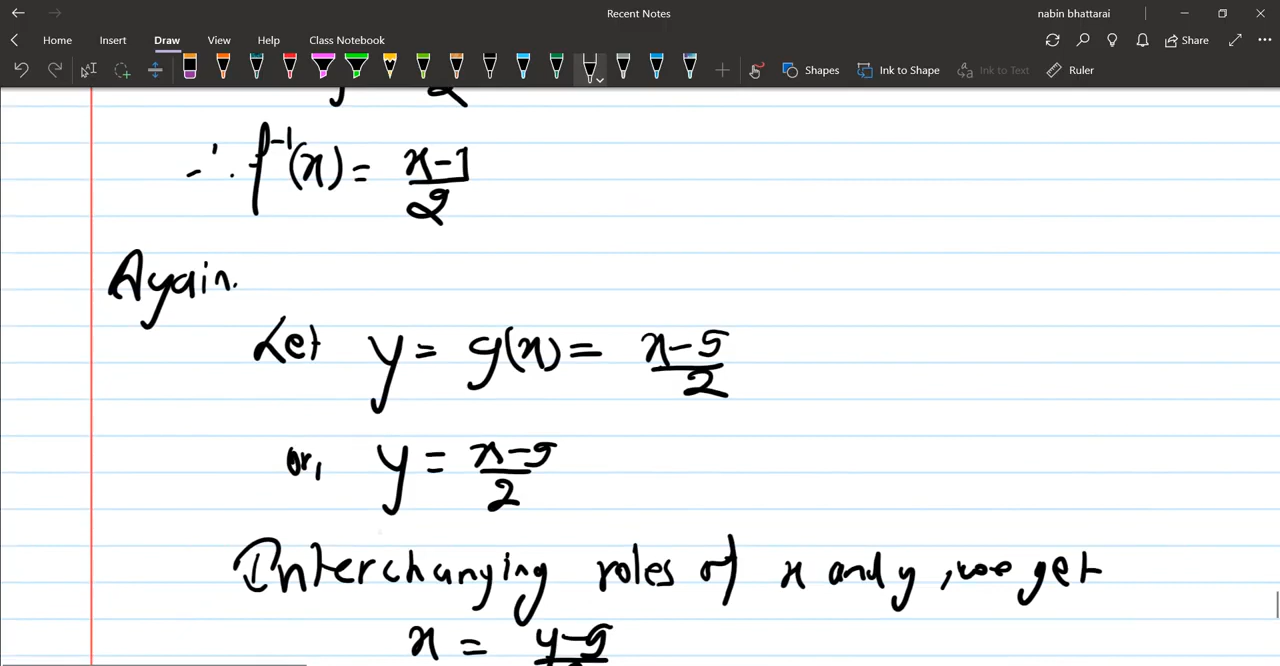 Recent Notes
nabin bhattarai
Home Insert Draw View Help Class Notebook
Share
Shapes Ink to Shape Ink to Text Ruler
∴ f⁻¹(x) = (x-1)/2
Again.
Let y = g(x) = (x-5)/2
or, y = (x-5)/2
Interchanging roles of x and y, we get
x = (y-5)/